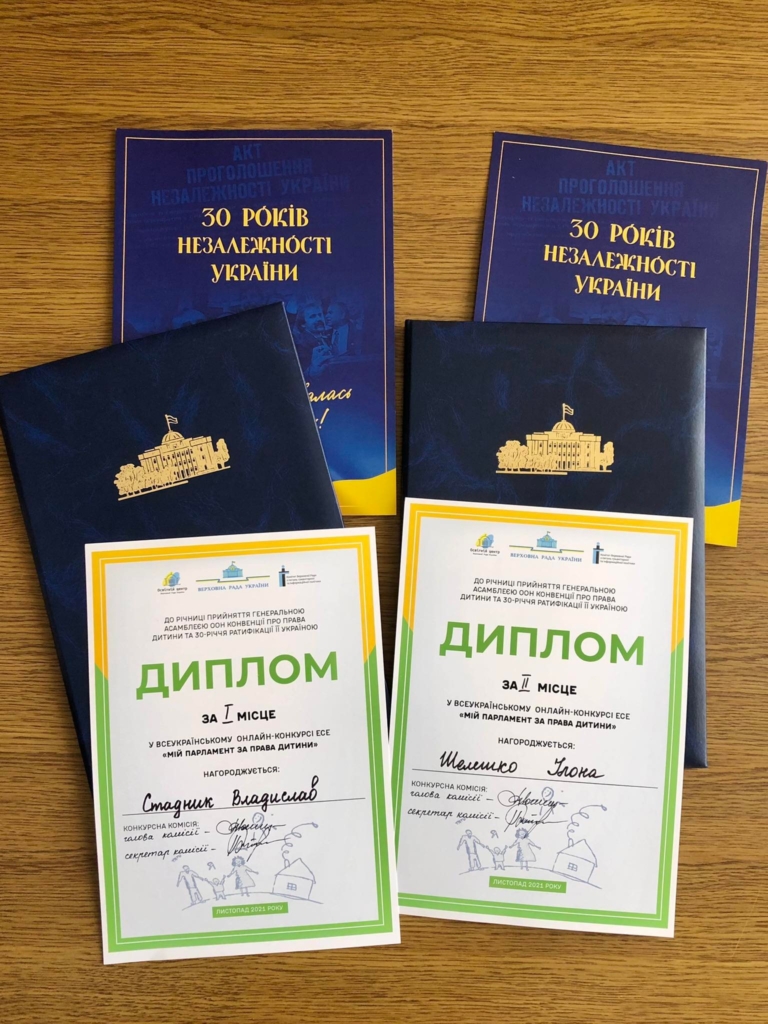 АКТ
ПРОГОЛОШЕННЯ
НЕЗАЛЕЖНОСТІ УКРАЇНИ
30 РОКІВ
НЕЗАЛЕЖНОСТІ
УКРАЇНИ
АКТ
ПРОГОЛОШЕННЯ
НЕЗАЛЕЖНОСТІ УКРАЇНИ
30 РОКІВ
НЕЗАЛЕЖНОСТІ
УКРАЇНИ
ВЕРХОВНА РАДА УКРАЇНИ
ДО РІЧНИЦІ ПРИЙНЯТТЯ ГЕНЕРАЛЬНОЮ
АСАМБЛЕЄЮ ООН КОНВЕНЦІЇ ПРО ПРАВА
ДИТИНИ ТА 30-РІЧЧЯ РАТИФІКАЦІЇ ЇЇ УКРАЇНОЮ
ДИПЛОМ
ЗА I МІСЦЕ
У ВСЕУКРАЇНСЬКОМУ ОНЛАЙН-КОНКУРСІ ЕСЕ
«МІЙ ПАРЛАМЕНТ ЗА ПРАВА ДИТИНИ»
НАГОРОДЖУЄТЬСЯ:
Стадник Владислав
КОНКУРСНА КОМІСІЯ:
голова комісії –
секретар комісії –
ЛИСТОПАД 2021 РОКУ
ВЕРХОВНА РАДА УКРАЇНИ
ДО РІЧНИЦІ ПРИЙНЯТТЯ ГЕНЕРАЛЬНОЮ
АСАМБЛЕЄЮ ООН КОНВЕНЦІЇ ПРО ПРАВА
ДИТИНИ ТА 30-РІЧЧЯ РАТИФІКАЦІЇ ЇЇ УКРАЇНОЮ
ДИПЛОМ
ЗА II МІСЦЕ
У ВСЕУКРАЇНСЬКОМУ ОНЛАЙН-КОНКУРСІ ЕСЕ
«МІЙ ПАРЛАМЕНТ ЗА ПРАВА ДИТИНИ»
НАГОРОДЖУЄТЬСЯ:
Шелешко Ілона
КОНКУРСНА КОМІСІЯ:
голова комісії –
секретар комісії –
ЛИСТОПАД 2021 РОКУ